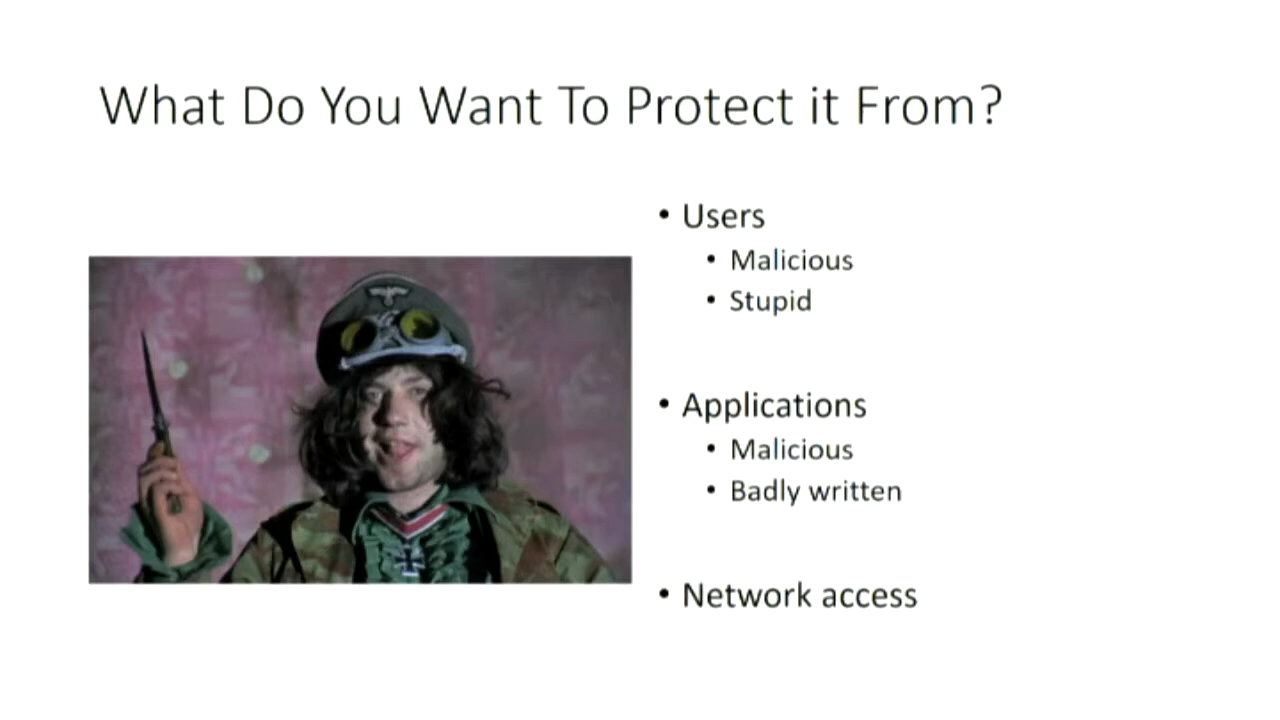 What Do You Want To Protect it From?
• Users
• Malicious
• Stupid
• Applications
• Malicious
• Badly written
• Network access